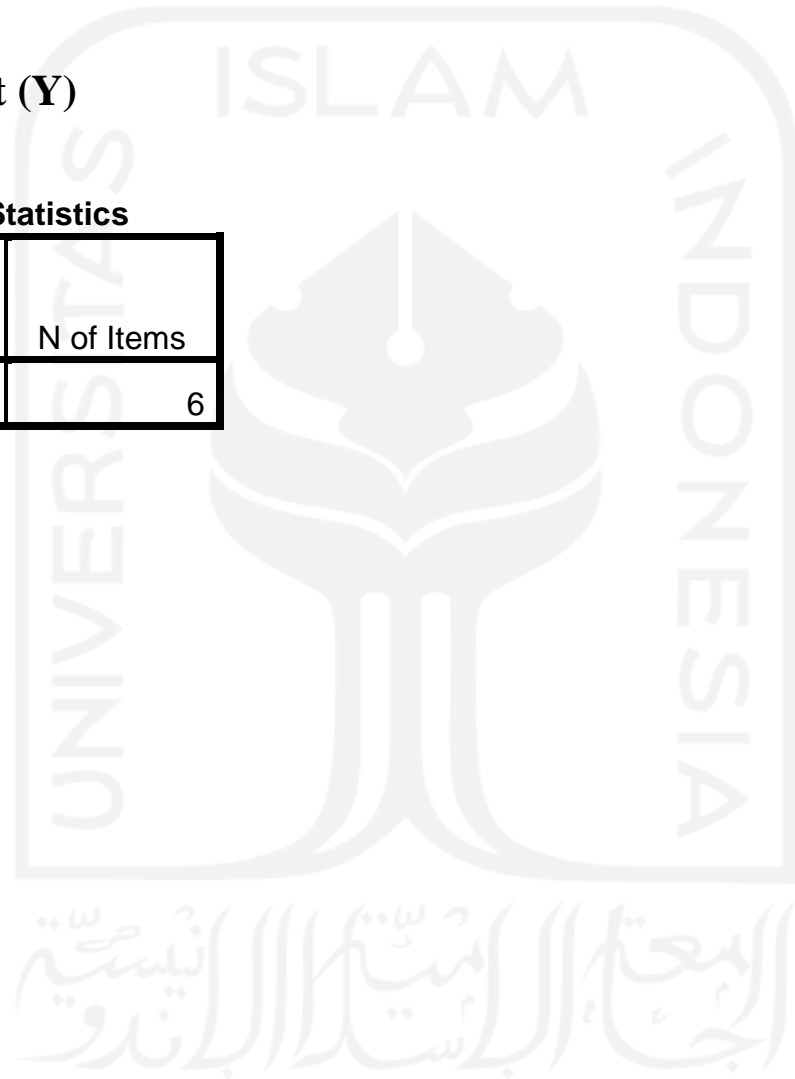 t (Y)
Statistics
N of Items
6
ISLAM
UNIVERSITAS
INDONESIA